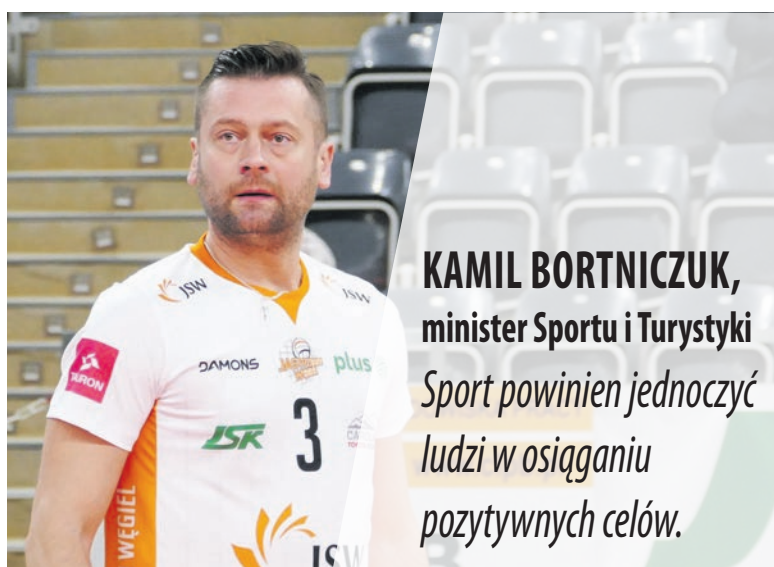 JSW
JSW
TAURON
DAMONS
plus
JSK
3
WĘGIEL
JSW
KAMIL BORTNICZUK,
minister Sportu i Turystyki
Sport powinien jednoczyć
ludzi w osiąganiu
pozytywnych celów.